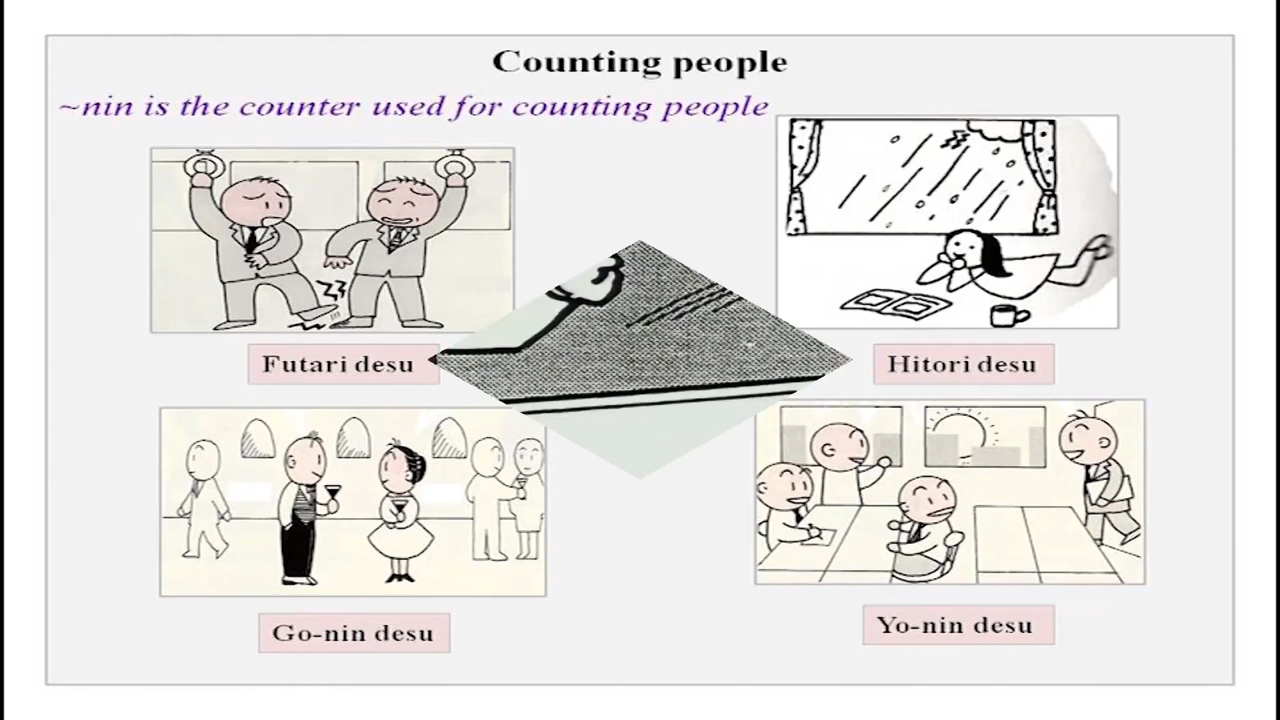 Counting people
~nin is the counter used for counting people
Futari desu
Hitori desu
Go-nin desu
Yo-nin desu